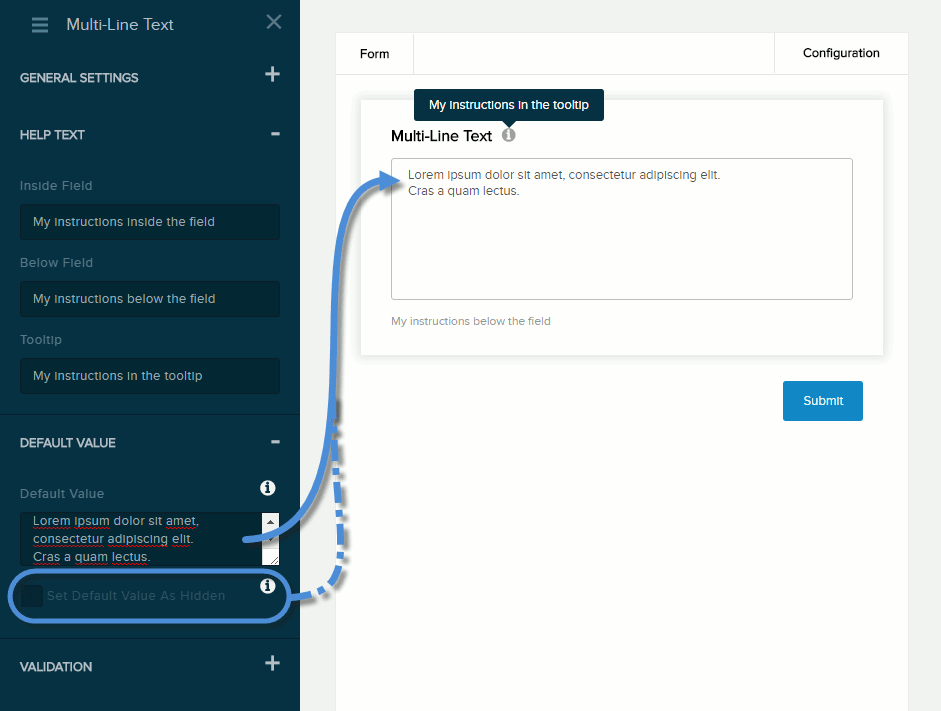 Multi-Line Text
GENERAL SETTINGS
HELP TEXT
Inside Field
My instructions inside the field
Below Field
My instructions below the field
Tooltip
My instructions in the tooltip
DEFAULT VALUE
Default Value
Lorem ipsum dolor sit amet,
consectetur adipiscing elit.
Cras a quam lectus.
Set Default Value As Hidden
VALIDATION
Form
Configuration
My instructions in the tooltip
Multi-Line Text
Lorem ipsum dolor sit amet, consectetur adipiscing elit.
Cras a quam lectus.
My instructions below the field
Submit